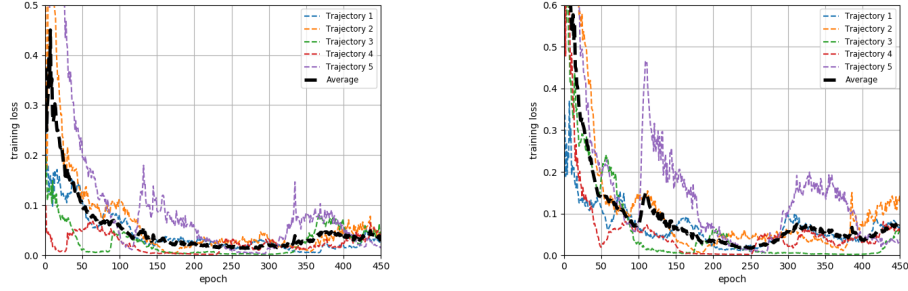 0.5
0.4
0.3
0.2
0.1
0.0
training loss
0 50 100 150 200 250 300 350 400 450
epoch
Trajectory 1
Trajectory 2
Trajectory 3
Trajectory 4
Trajectory 5
Average
0.6
0.5
0.4
0.3
0.2
0.1
0.0
training loss
0 50 100 150 200 250 300 350 400 450
epoch
Trajectory 1
Trajectory 2
Trajectory 3
Trajectory 4
Trajectory 5
Average